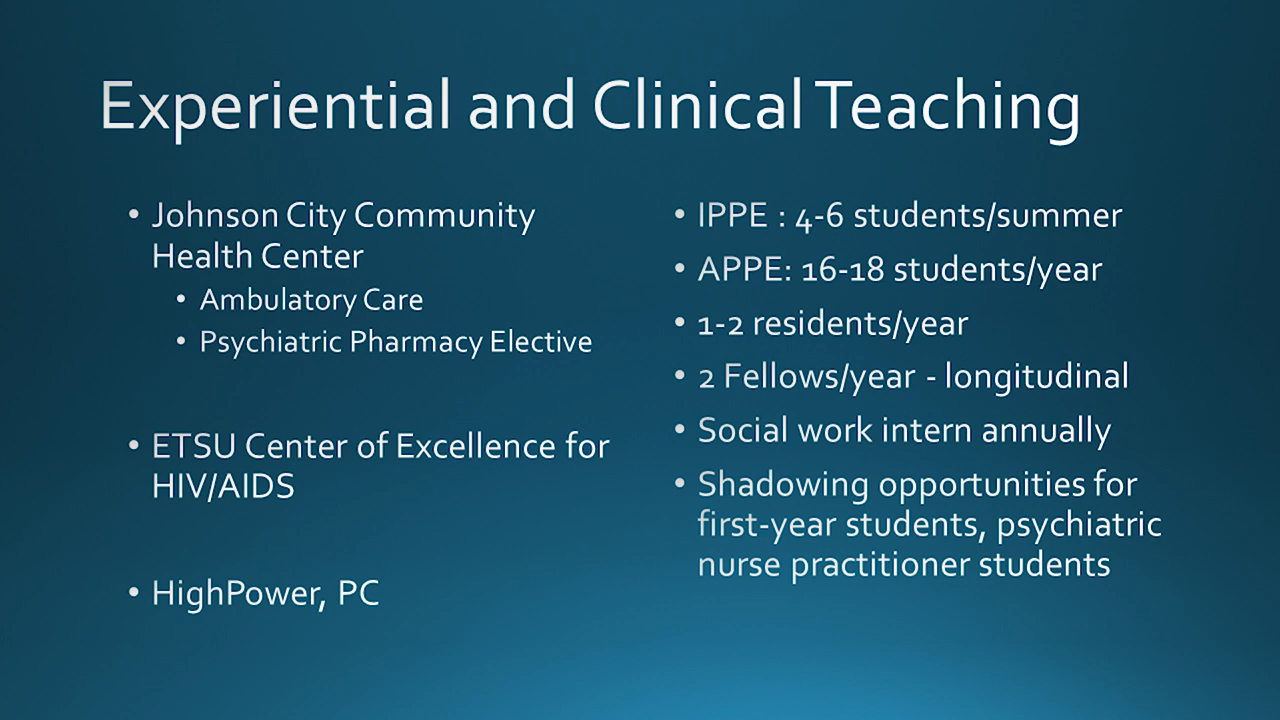 Experiential and Clinical Teaching
• Johnson City Community
Health Center
• Ambulatory Care
• Psychiatric Pharmacy Elective
• ETSU Center of Excellence for
HIV/AIDS
• HighPower, PC
• IPPE : 4-6 students/summer
• APPE: 16-18 students/year
• 1-2 residents/year
• 2 Fellows/year - longitudinal
• Social work intern annually
• Shadowing opportunities for
first-year students, psychiatric
nurse practitioner students